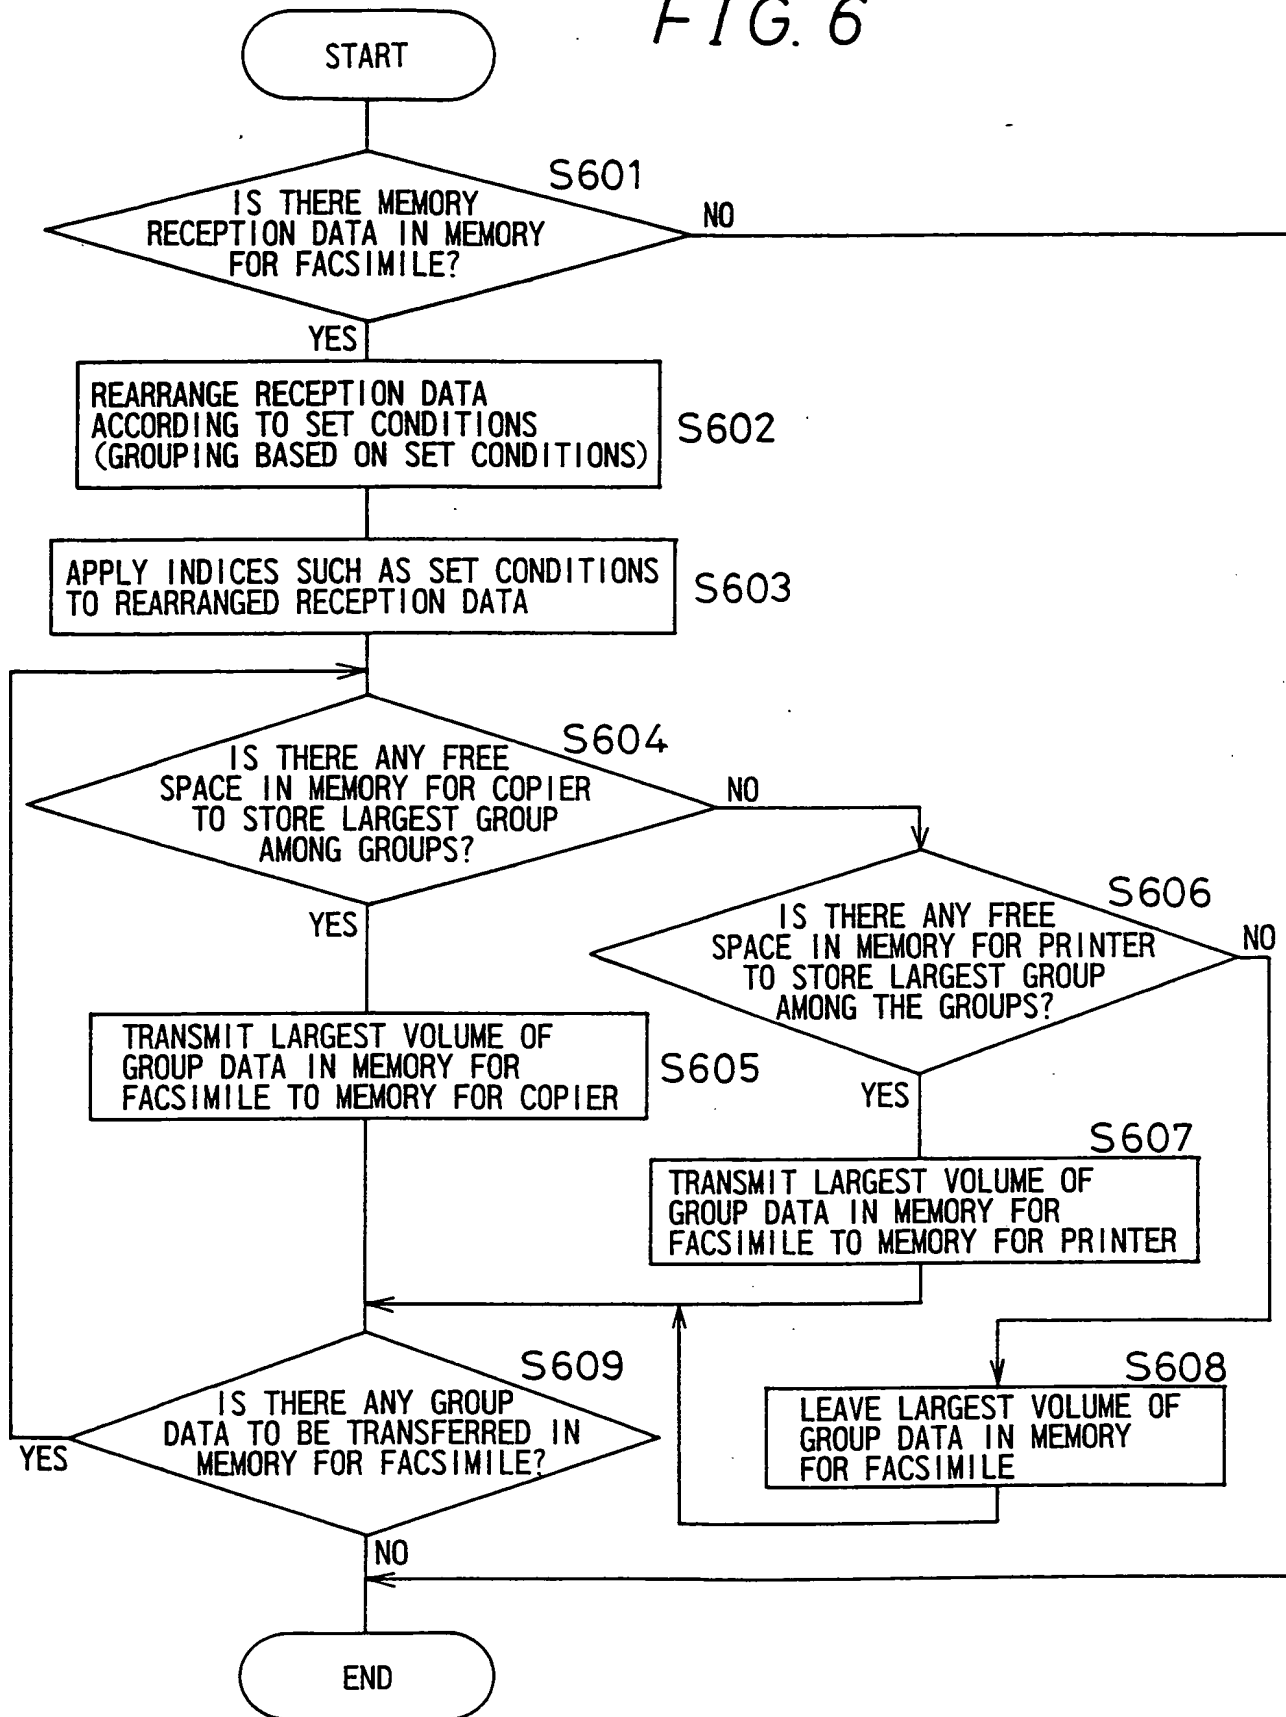 FIG. 6
START
S601
IS THERE MEMORY
RECEPTION DATA IN MEMORY
FOR FACSIMILE?
NO
YES
REARRANGE RECEPTION DATA
ACCORDING TO SET CONDITIONS
(GROUPING BASED ON SET CONDITIONS)
S602
APPLY INDICES SUCH AS SET CONDITIONS
TO REARRANGED RECEPTION DATA
S603
S604
IS THERE ANY FREE
SPACE IN MEMORY FOR COPIER
TO STORE LARGEST GROUP
AMONG GROUPS?
NO
YES
S606
IS THERE ANY FREE
SPACE IN MEMORY FOR PRINTER
TO STORE LARGEST GROUP
AMONG THE GROUPS?
NO
YES
TRANSMIT LARGEST VOLUME OF
GROUP DATA IN MEMORY FOR
FACSIMILE TO MEMORY FOR COPIER
S605
S607
TRANSMIT LARGEST VOLUME OF
GROUP DATA IN MEMORY FOR
FACSIMILE TO MEMORY FOR PRINTER
S608
LEAVE LARGEST VOLUME OF
GROUP DATA IN MEMORY
FOR FACSIMILE
S609
IS THERE ANY GROUP
DATA TO BE TRANSFERRED IN
MEMORY FOR FACSIMILE?
YES
NO
END